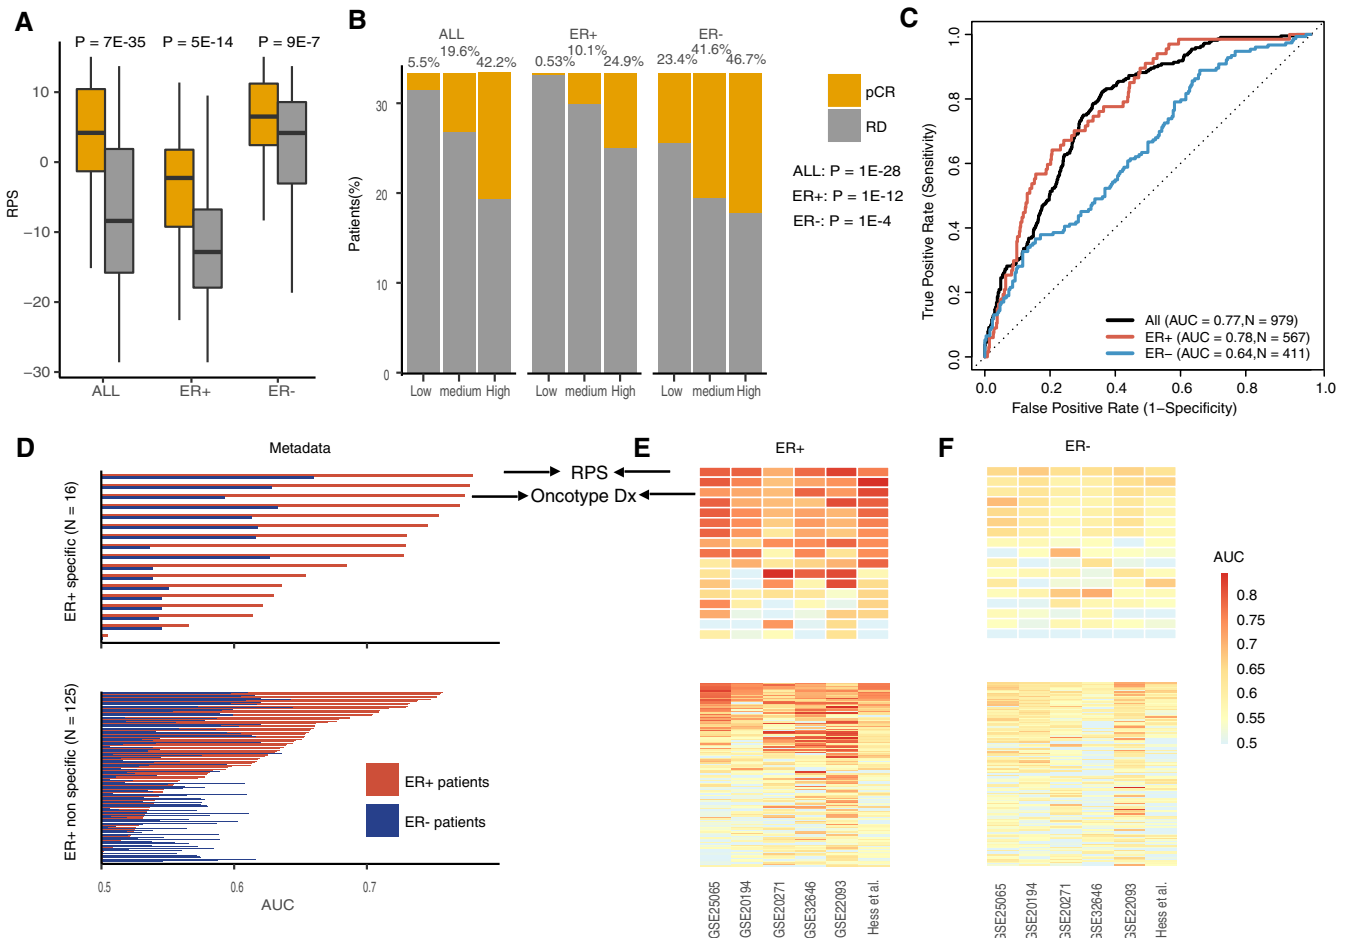 A
P = 7E-35
P = 5E-14
P = 9E-7
RPS
10
0
−10
−20
−30
ALL
ER+
ER-
B
ALL
ER+
ER-
5.5%
19.6%
42.2%
0.53%
10.1%
24.9%
23.4%
41.6%
46.7%
Patients(%)
30
20
10
0
Low
medium
High
Low
medium
High
Low
medium
High
pCR
RD
ALL: P = 1E-28
ER+: P = 1E-12
ER-: P = 1E-4
C
True Positive Rate (Sensitivity)
1.0
0.8
0.6
0.4
0.2
0.0
All (AUC = 0.77,N = 979)
ER+ (AUC = 0.78,N = 567)
ER− (AUC = 0.64,N = 411)
0.0
0.2
0.4
0.6
0.8
1.0
False Positive Rate (1−Specificity)
D
Metadata
ER+ specific (N = 16)
ER+ non specific (N = 125)
RPS
Oncotype Dx
ER+ patients
ER- patients
0.5
0.6
0.7
AUC
E
ER+
GSE25065
GSE20194
GSE20271
GSE32646
GSE22093
Hess et al.
F
ER-
GSE25065
GSE20194
GSE20271
GSE32646
GSE22093
Hess et al.
AUC
0.8
0.75
0.7
0.65
0.6
0.55
0.5